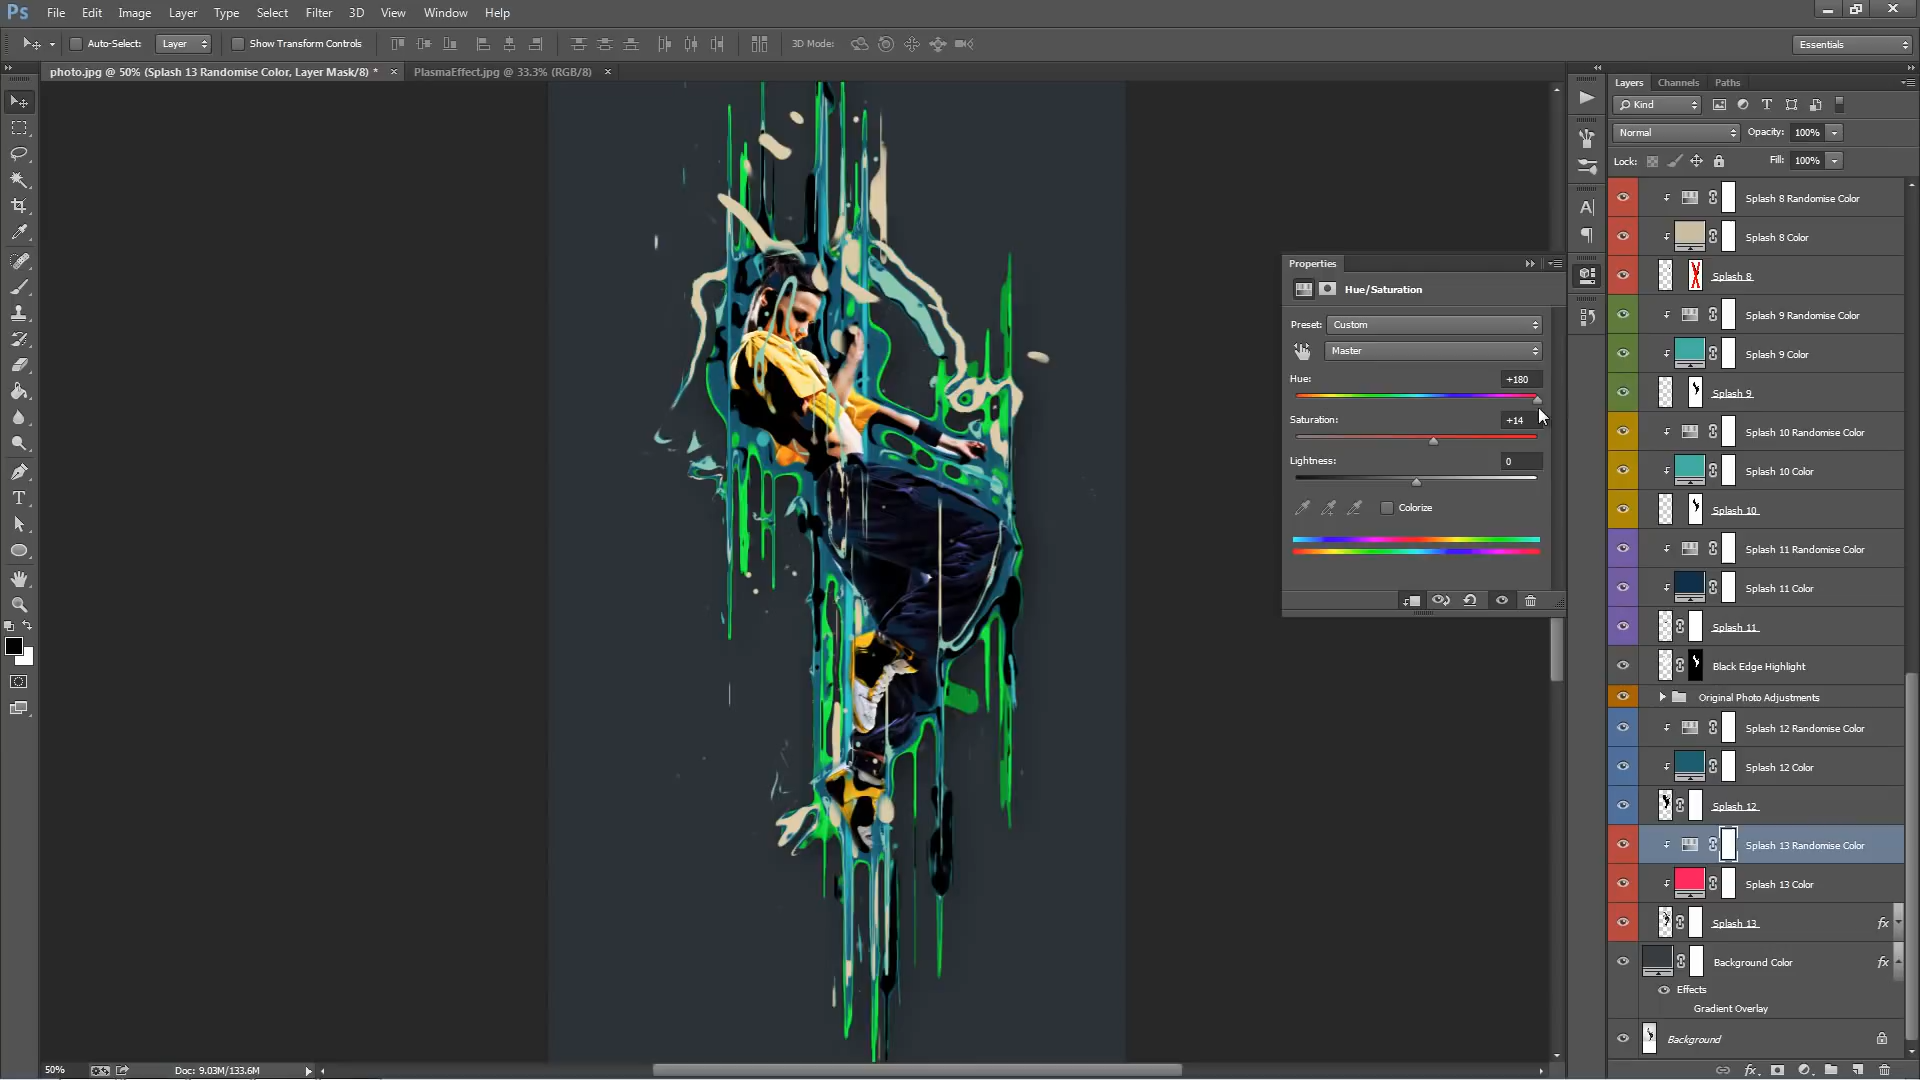 Ps File Edit Image Layer Type Select Filter 3D View Window Help
Auto-Select: Layer Show Transform Controls 3D Mode: Essentials
photo.jpg @ 50% (Splash 13 Randomise Color, Layer Mask/8) * × PlasmaEffect.jpg @ 33.3% (RGB/8) ×
Layers Channels Paths
Kind
Normal Opacity: 100%
Lock: Fill: 100%
Splash 8 Randomise Color
Splash 8 Color
Splash 8
Splash 9 Randomise Color
Splash 9 Color
Splash 9
Splash 10 Randomise Color
Splash 10 Color
Splash 10
Splash 11 Randomise Color
Splash 11 Color
Splash 11
Black Edge Highlight
Original Photo Adjustments
Splash 12 Randomise Color
Splash 12 Color
Splash 12
Splash 13 Randomise Color
Splash 13 Color
Splash 13 fx
Background Color fx
Effects
Gradient Overlay
Background
Properties
Hue/Saturation
Preset: Custom
Master
Hue: +180
Saturation: +14
Lightness: 0
Colorize
50% Doc: 9.03M/133.6M